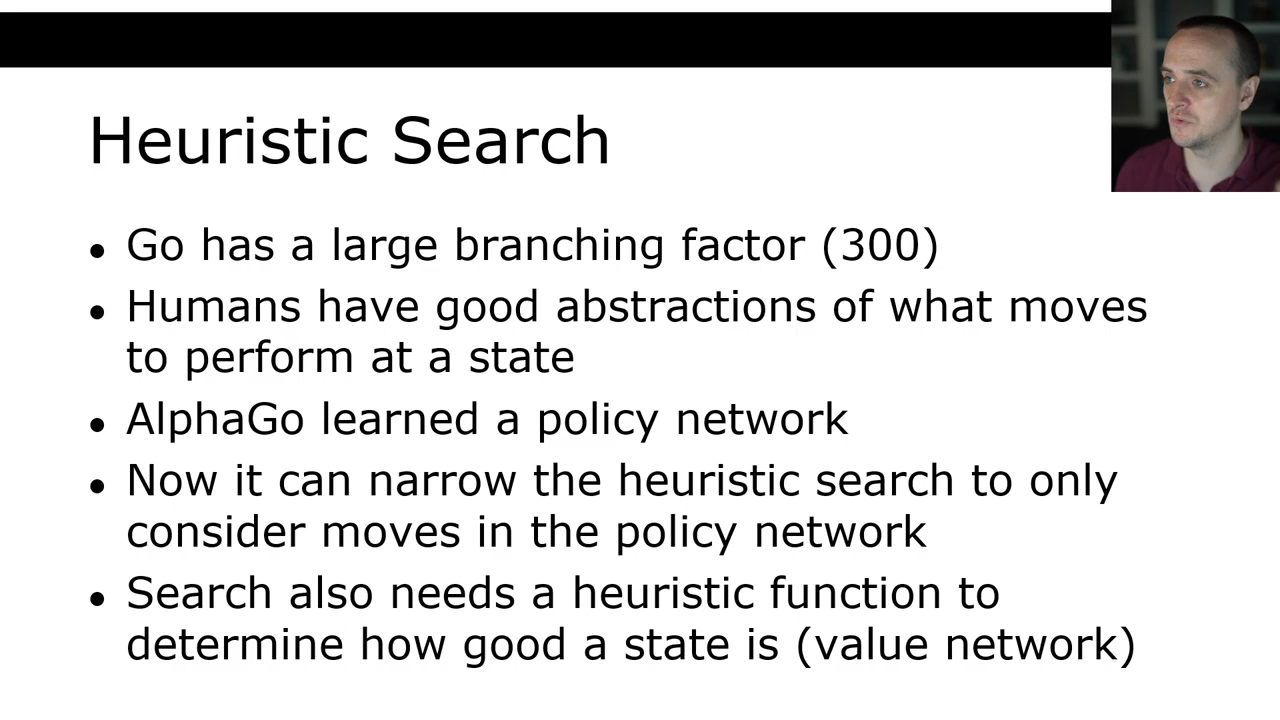 Heuristic Search
● Go has a large branching factor (300)
● Humans have good abstractions of what moves
to perform at a state
● AlphaGo learned a policy network
● Now it can narrow the heuristic search to only
consider moves in the policy network
● Search also needs a heuristic function to
determine how good a state is (value network)